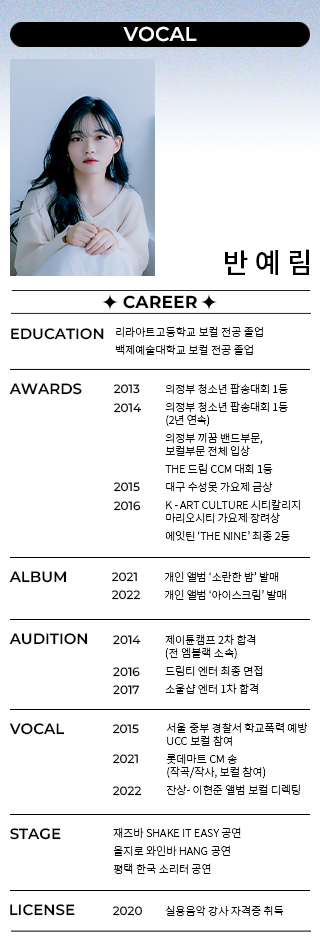 VOCAL
반 예 림
✦ CAREER ✦
EDUCATION 리라아트고등학교 보컬 전공 졸업
백제예술대학교 보컬 전공 졸업
AWARDS 2013 의정부 청소년 팝송대회 1등
2014 의정부 청소년 팝송대회 1등
(2년 연속)
의정부 끼꿈 밴드부문,
보컬부문 전체 입상
THE 드림 CCM 대회 1등
2015 대구 수성못 가요제 금상
2016 K - ART CULTURE 시티칼리지
마리오시티 가요제 장려상
에잇틴 ‘THE NINE’ 최종 2등
ALBUM 2021 개인 앨범 ‘소란한 밤’ 발매
2022 개인 앨범 ‘아이스크림’ 발매
AUDITION 2014 제이튠캠프 2차 합격
(전 엠블랙 소속)
2016 드림티 엔터 최종 면접
2017 소울샵 엔터 1차 합격
VOCAL 2015 서울 중부 경찰서 학교폭력 예방
UCC 보컬 참여
2021 롯데마트 CM 송
(작곡/작사, 보컬 참여)
2022 잔상- 이현준 앨범 보컬 디렉팅
STAGE 재즈바 SHAKE IT EASY 공연
을지로 와인바 HANG 공연
평택 한국 소리터 공연
LICENSE 2020 실용음악 강사 자격증 취득